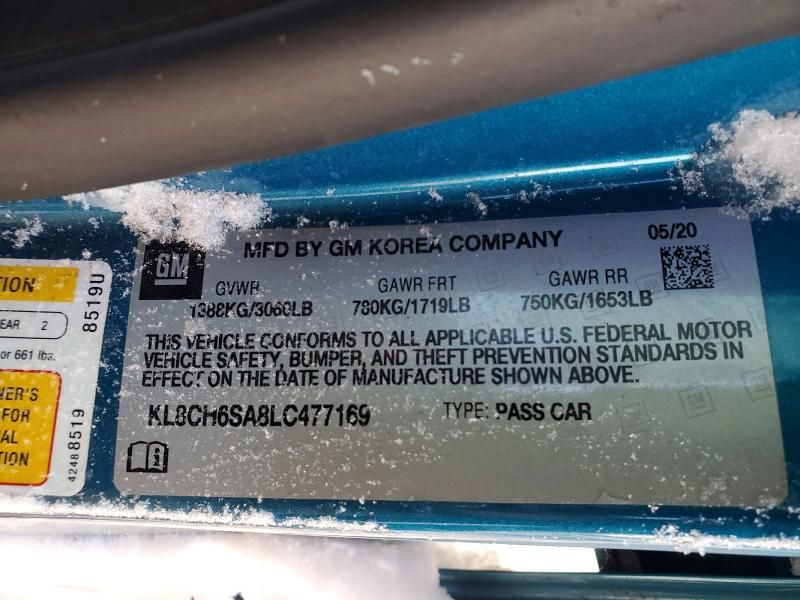 MFD BY GM KOREA COMPANY
05/20
GM
GVWR GAWR FRT GAWR RR
1388KG/3060LB 780KG/1719LB 750KG/1653LB
THIS VEHICLE CONFORMS TO ALL APPLICABLE U.S. FEDERAL MOTOR
VEHICLE SAFETY, BUMPER, AND THEFT PREVENTION STANDARDS IN
EFFECT ON THE DATE OF MANUFACTURE SHOWN ABOVE.
KL8CH6SA8LC477169 TYPE: PASS CAR
TION
EAR 2
or 661 lbs.
NER'S
FOR
AL
TION
8519U
4248 8519